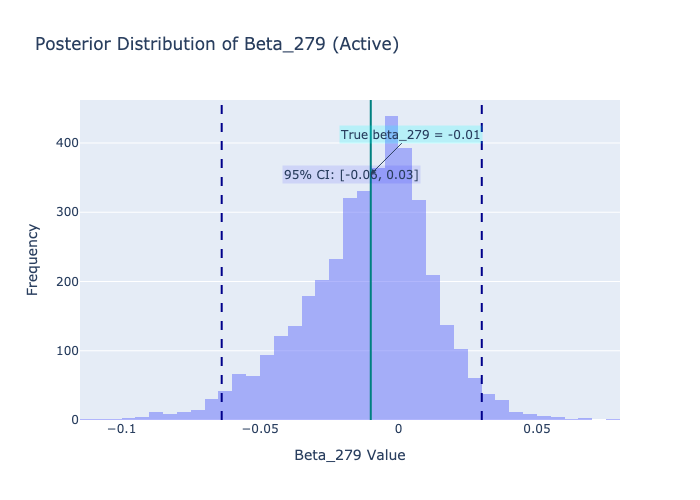 Posterior Distribution of Beta_279 (Active)
True beta_279 = -0.01
95% CI: [-0.06, 0.03]
400
300
200
100
0
Frequency
−0.1
−0.05
0
0.05
Beta_279 Value